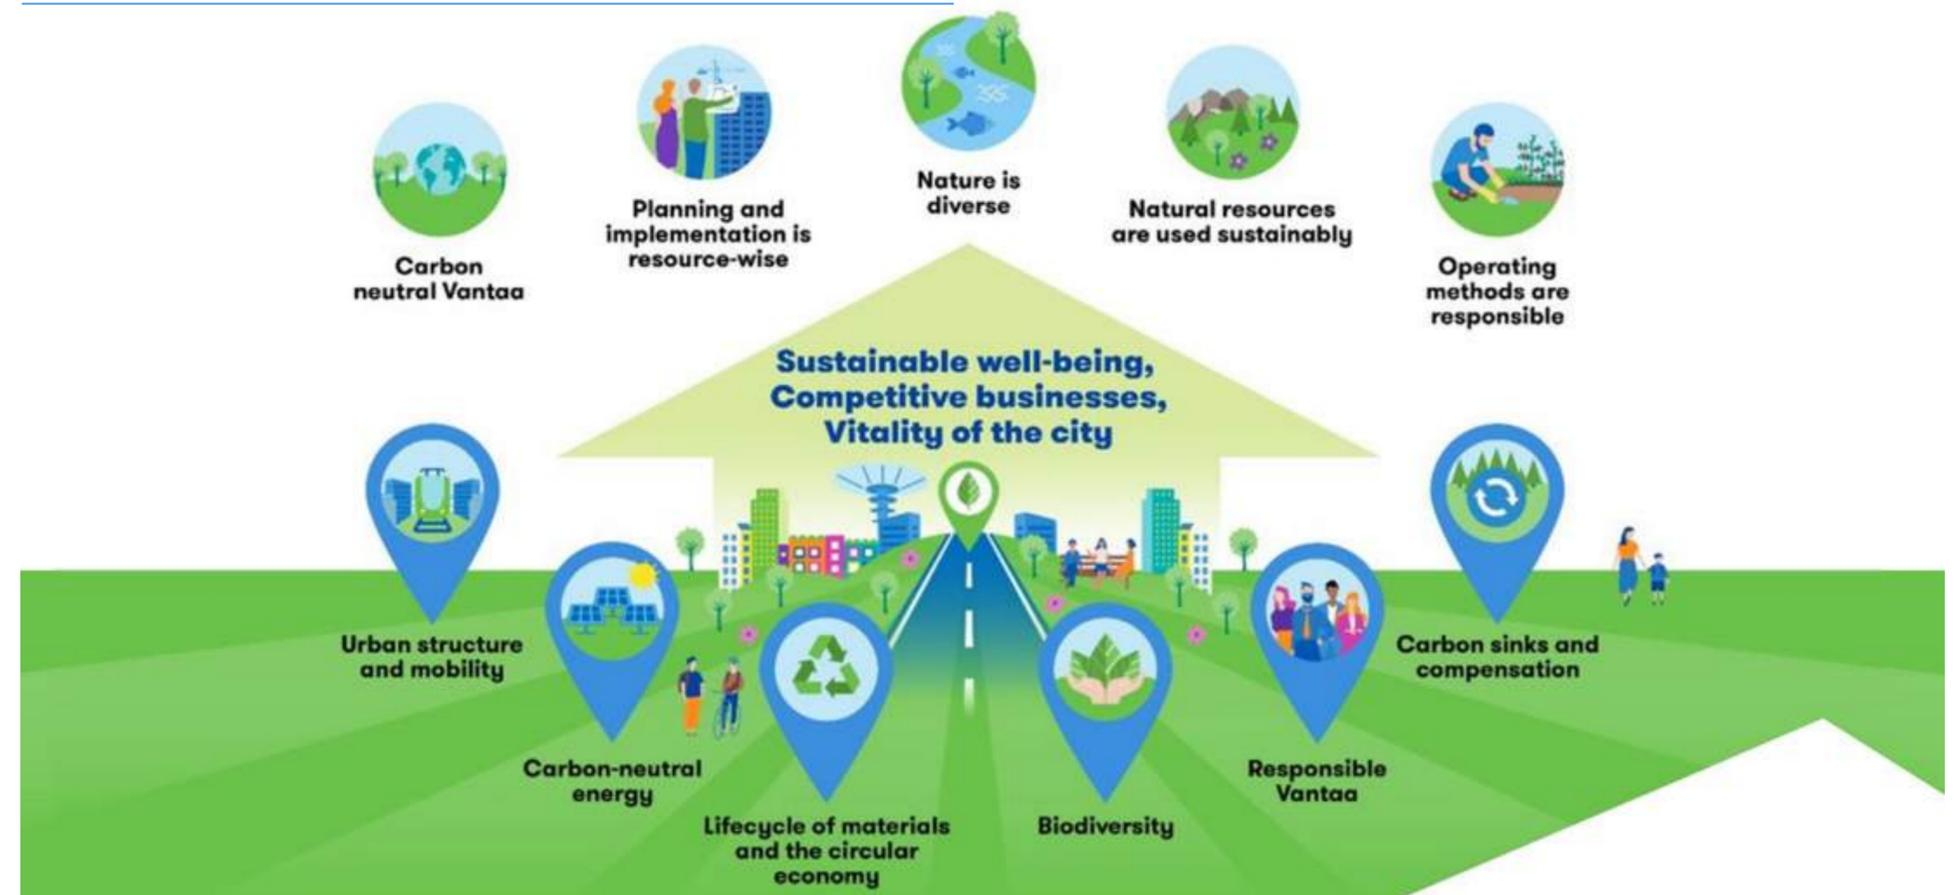 Nature is
diverse
Planning and
implementation is
resource-wise
Natural resources
are used sustainably
Carbon
neutral Vantaa
Operating
methods are
responsible
Sustainable well-being,
Competitive businesses,
Vitality of the city
Urban structure
and mobility
Carbon sinks and
compensation
Carbon-neutral
energy
Responsible
Vantaa
Lifecycle of materials
and the circular
economy
Biodiversity